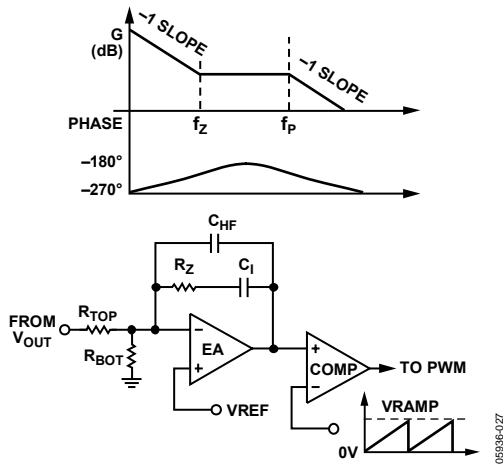 G
(dB)
–1 SLOPE
–1 SLOPE
PHASE
fZ
fP
–180°
–270°
CHF
RZ
CI
RTOP
FROM
VOUT
RBOT
–
EA
+
VREF
+
COMP
–
TO PWM
VRAMP
0V
05936-027